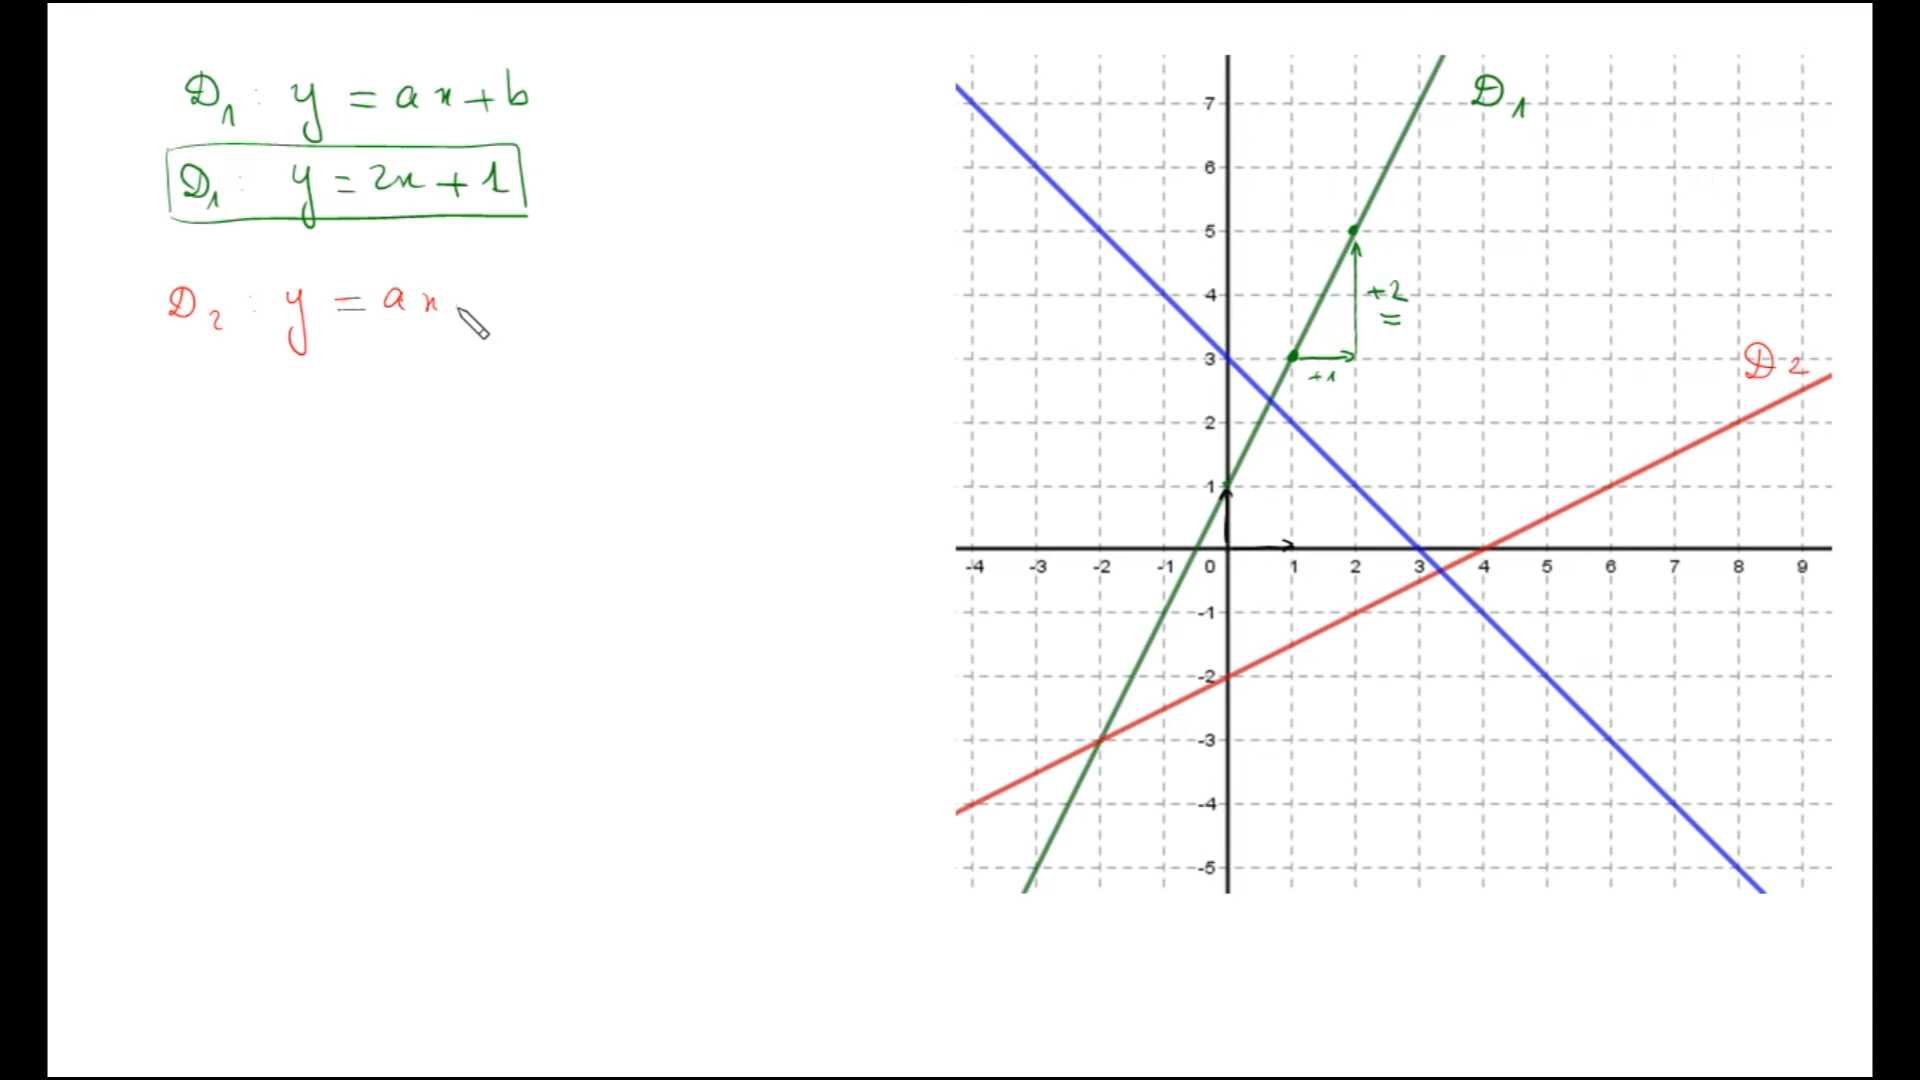 D₁ : y = ax + b
D₁ : y = 2x + 1
D₂ : y = ax
D₁
7
6
5
+2
4
3
+1
D2
2
1
-4 -3 -2 -1 0 1 2 3 4 5 6 7 8 9
-1
-2
-3
-4
-5